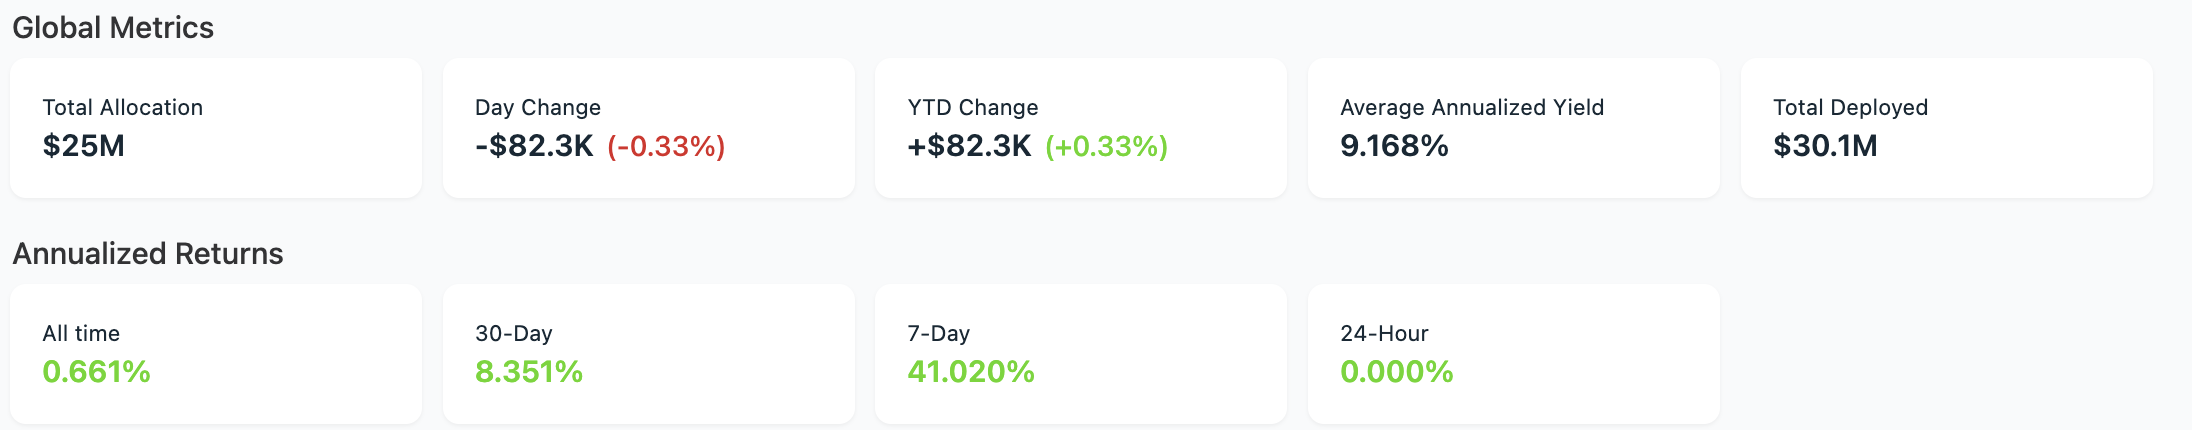 Global Metrics
Total Allocation
$25M
Day Change
-$82.3K (-0.33%)
YTD Change
+$82.3K (+0.33%)
Average Annualized Yield
9.168%
Total Deployed
$30.1M
Annualized Returns
All time
0.661%
30-Day
8.351%
7-Day
41.020%
24-Hour
0.000%